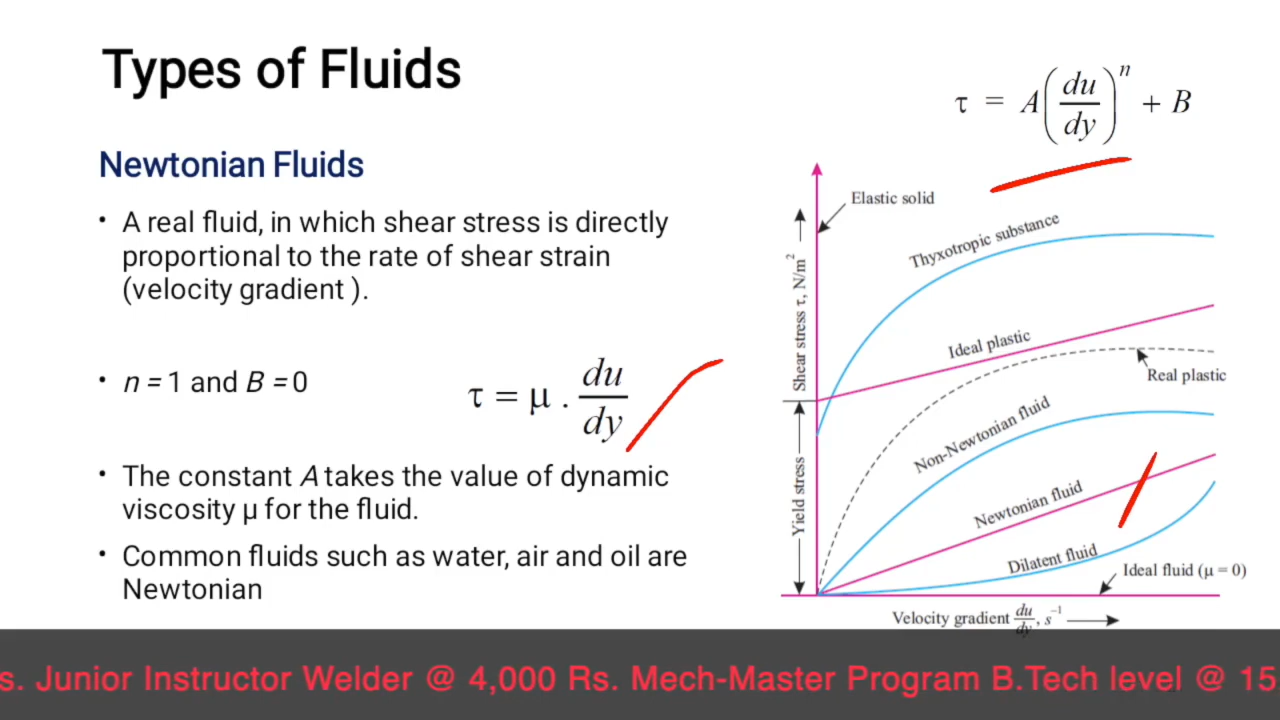 Types of Fluids
τ = A(du/dy)^n + B
Newtonian Fluids
• A real fluid, in which shear stress is directly
proportional to the rate of shear strain
(velocity gradient ).
• n = 1 and B = 0
τ = μ . du/dy
• The constant A takes the value of dynamic
viscosity μ for the fluid.
• Common fluids such as water, air and oil are
Newtonian
Elastic solid
Thyxotropic substance
Shear stress τ, N/m²
Ideal plastic
Real plastic
Non-Newtonian fluid
Yield stress
Newtonian fluid
Dilatent fluid
Ideal fluid (μ = 0)
Velocity gradient du/dy, s⁻¹
s. Junior Instructor Welder @ 4,000 Rs. Mech-Master Program B.Tech level @ 15